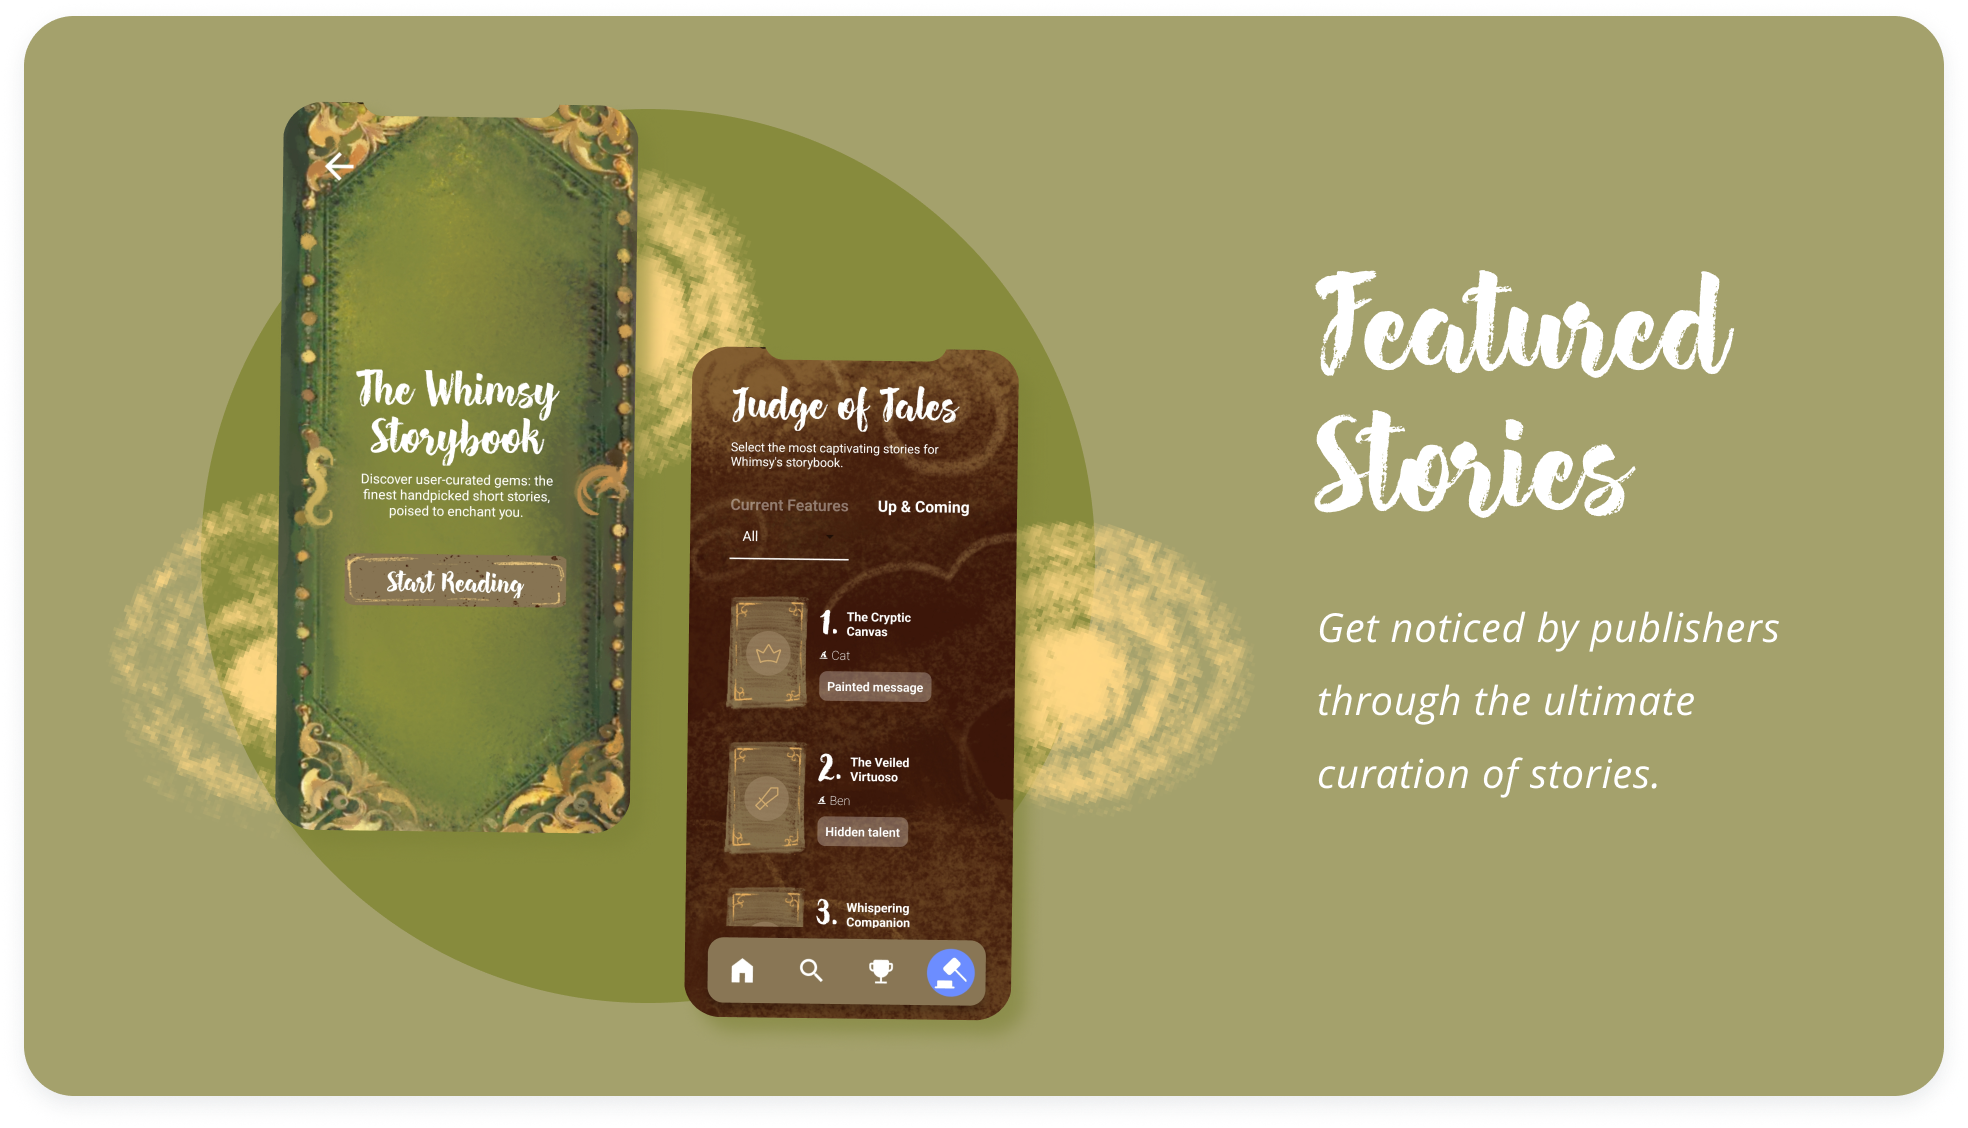 The Whimsy
Storybook
Discover user-curated gems: the
finest handpicked short stories,
poised to enchant you.
Start Reading
Judge of Tales
Select the most captivating stories for
Whimsy's storybook.
Current Features
Up & Coming
All
1. The Cryptic
Canvas
Cat
Painted message
2. The Veiled
Virtuoso
Ben
Hidden talent
3. Whispering
Companion
Featured
Stories
Get noticed by publishers
through the ultimate
curation of stories.